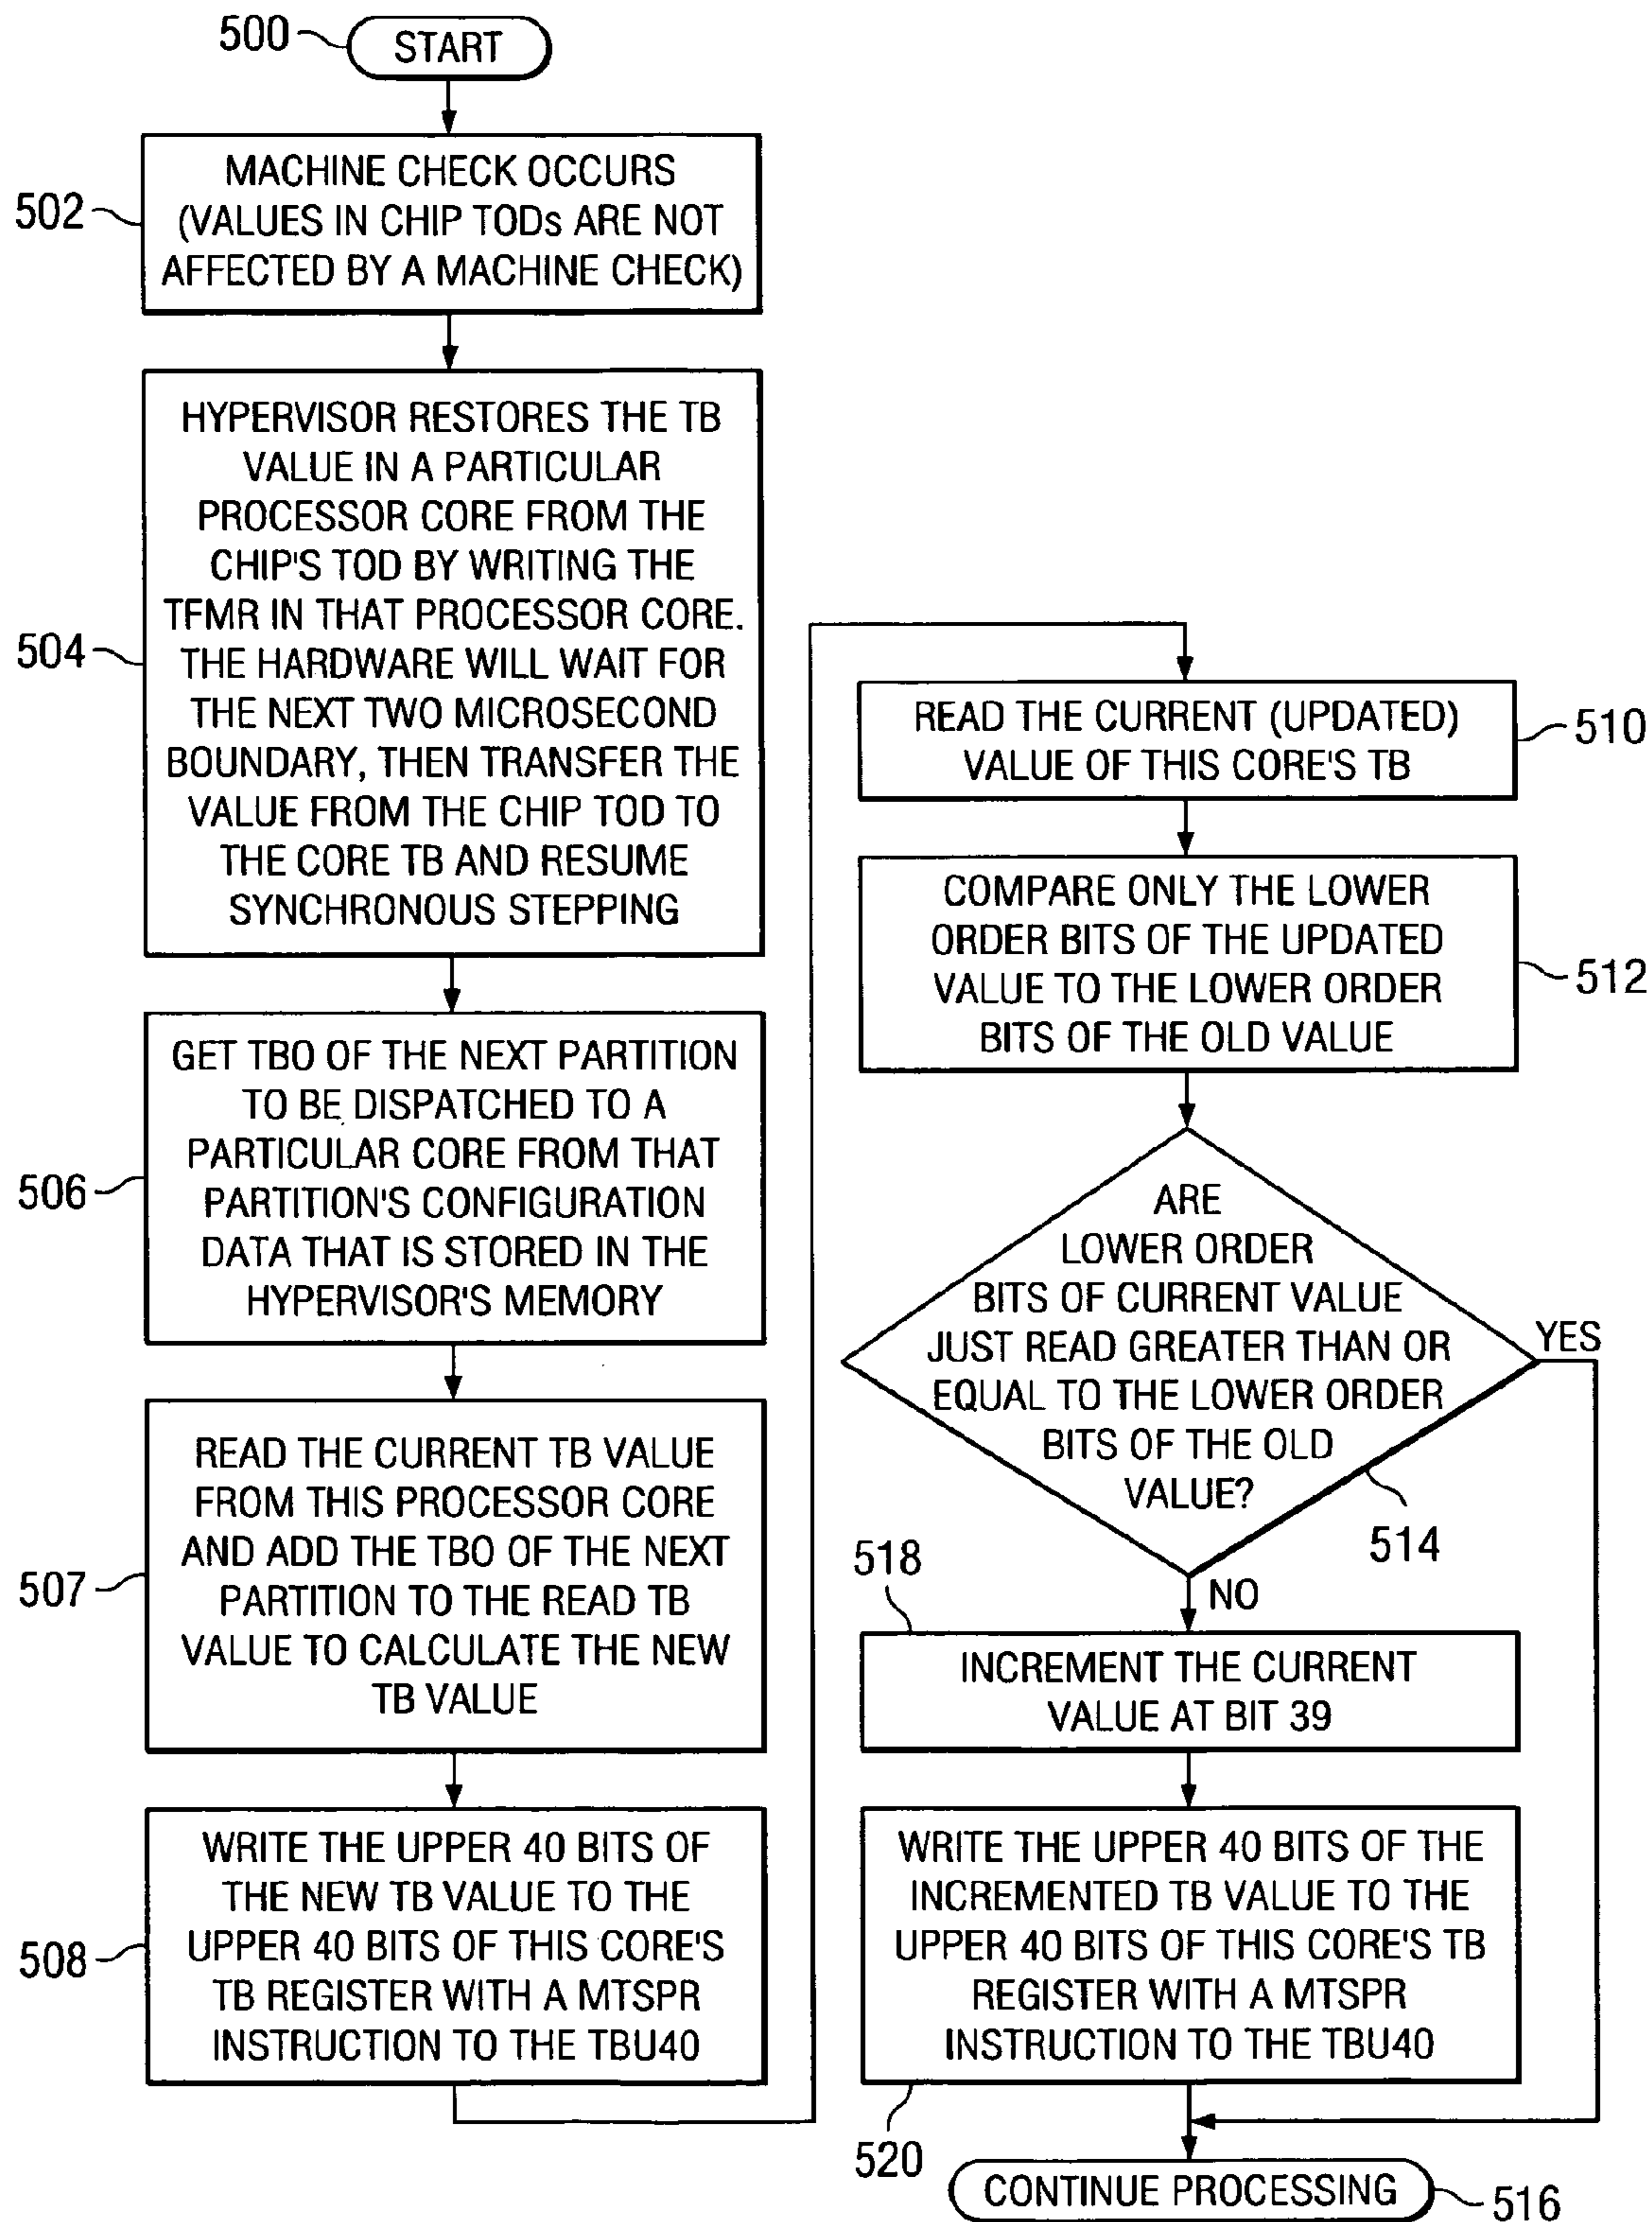 500
START
502
MACHINE CHECK OCCURS
(VALUES IN CHIP TODs ARE NOT
AFFECTED BY A MACHINE CHECK)
504
HYPERVISOR RESTORES THE TB
VALUE IN A PARTICULAR
PROCESSOR CORE FROM THE
CHIP'S TOD BY WRITING THE
TFMR IN THAT PROCESSOR CORE.
THE HARDWARE WILL WAIT FOR
THE NEXT TWO MICROSECOND
BOUNDARY, THEN TRANSFER THE
VALUE FROM THE CHIP TOD TO
THE CORE TB AND RESUME
SYNCHRONOUS STEPPING
506
GET TBO OF THE NEXT PARTITION
TO BE DISPATCHED TO A
PARTICULAR CORE FROM THAT
PARTITION'S CONFIGURATION
DATA THAT IS STORED IN THE
HYPERVISOR'S MEMORY
507
READ THE CURRENT TB VALUE
FROM THIS PROCESSOR CORE
AND ADD THE TBO OF THE NEXT
PARTITION TO THE READ TB
VALUE TO CALCULATE THE NEW
TB VALUE
508
WRITE THE UPPER 40 BITS OF
THE NEW TB VALUE TO THE
UPPER 40 BITS OF THIS CORE'S
TB REGISTER WITH A MTSPR
INSTRUCTION TO THE TBU40
READ THE CURRENT (UPDATED)
VALUE OF THIS CORE'S TB
510
COMPARE ONLY THE LOWER
ORDER BITS OF THE UPDATED
VALUE TO THE LOWER ORDER
BITS OF THE OLD VALUE
512
ARE
LOWER ORDER
BITS OF CURRENT VALUE
JUST READ GREATER THAN OR
EQUAL TO THE LOWER ORDER
BITS OF THE OLD
VALUE?
YES
514
NO
518
INCREMENT THE CURRENT
VALUE AT BIT 39
WRITE THE UPPER 40 BITS OF THE
INCREMENTED TB VALUE TO THE
UPPER 40 BITS OF THIS CORE'S TB
REGISTER WITH A MTSPR
INSTRUCTION TO THE TBU40
520
CONTINUE PROCESSING
516